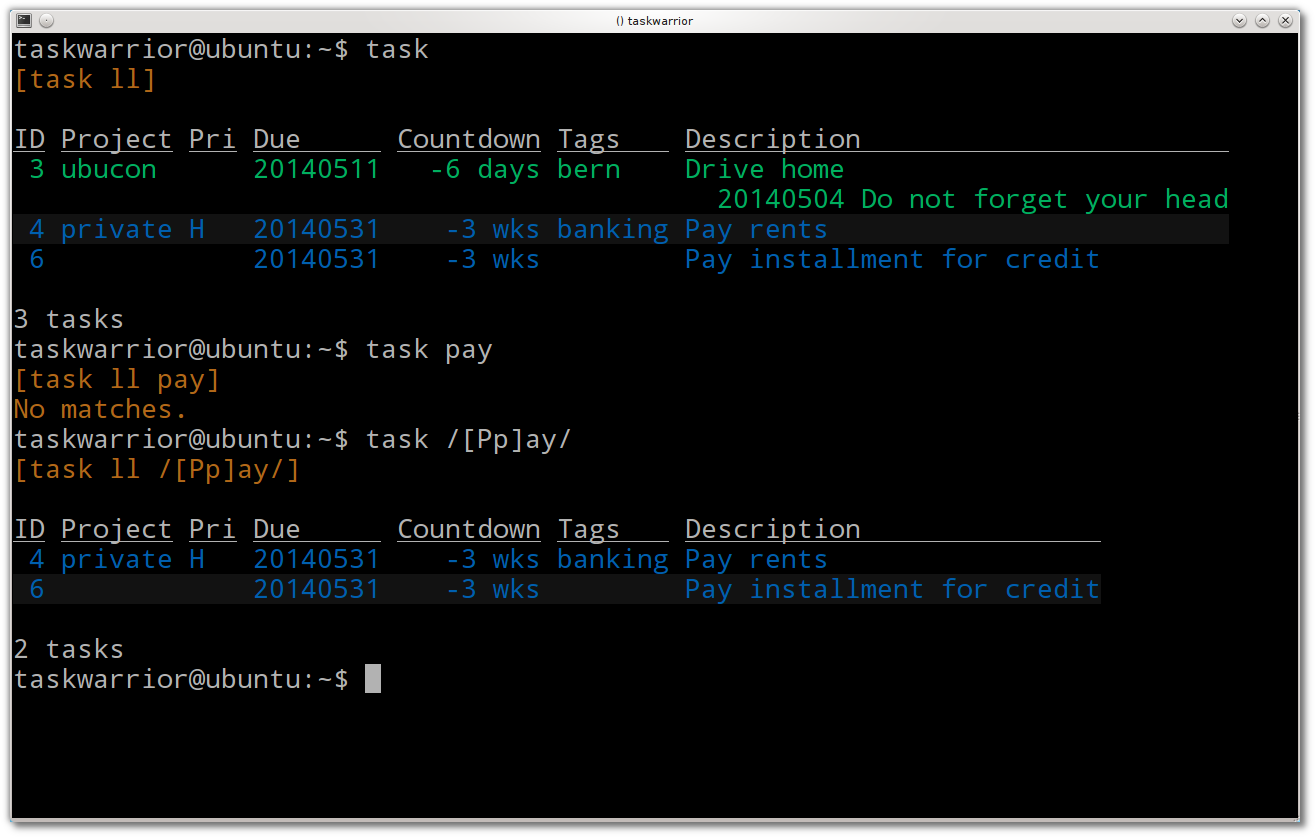 () taskwarrior
taskwarrior@ubuntu:~$ task
[task ll]
ID Project Pri Due Countdown Tags Description
3 ubucon 20140511 -6 days bern Drive home
20140504 Do not forget your head
4 private H 20140531 -3 wks banking Pay rents
6 20140531 -3 wks Pay installment for credit
3 tasks
taskwarrior@ubuntu:~$ task pay
[task ll pay]
No matches.
taskwarrior@ubuntu:~$ task /[Pp]ay/
[task ll /[Pp]ay/]
ID Project Pri Due Countdown Tags Description
4 private H 20140531 -3 wks banking Pay rents
6 20140531 -3 wks Pay installment for credit
2 tasks
taskwarrior@ubuntu:~$